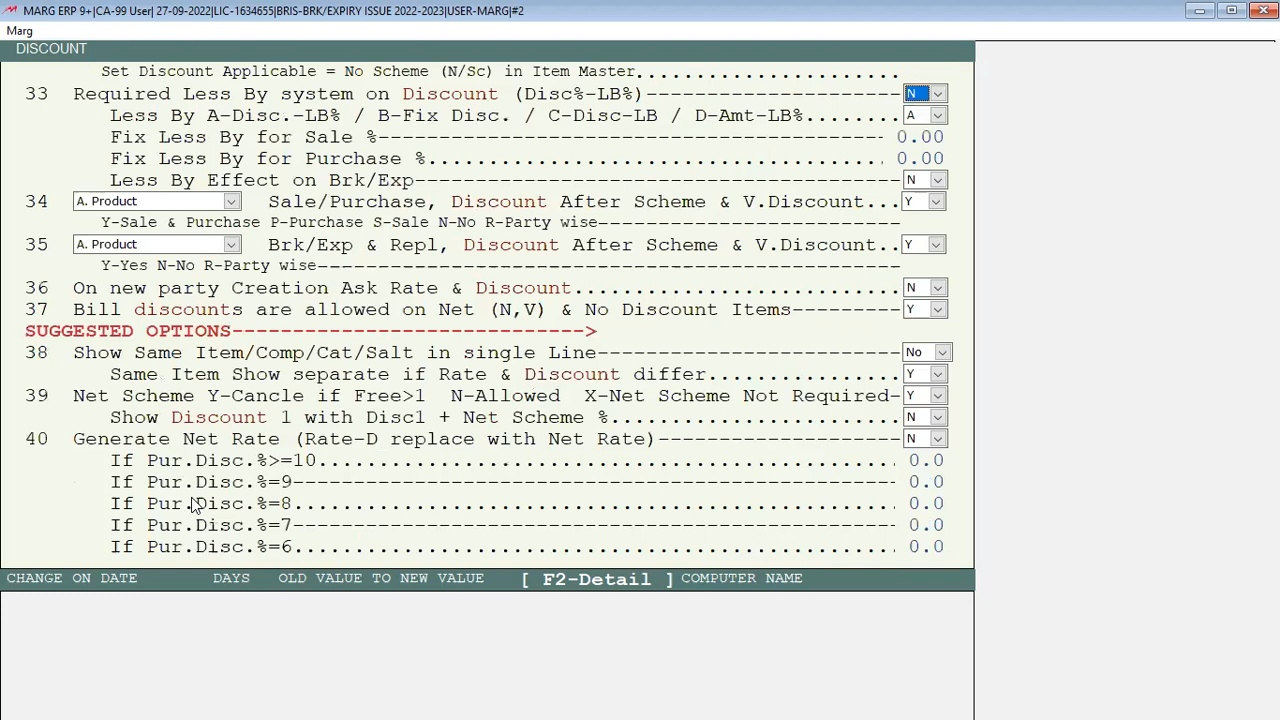 MARG ERP 9+|CA-99 User| 27-09-2022|LIC-1634655|BRIS-BRK/EXPIRY ISSUE 2022-2023|USER-MARG|#2
Marg
DISCOUNT
Set Discount Applicable = No Scheme (N/Sc) in Item Master
33 Required Less By system on Discount (Disc%-LB%) N
Less By A-Disc.-LB% / B-Fix Disc. / C-Disc-LB / D-Amt-LB% A
Fix Less By for Sale % 0.00
Fix Less By for Purchase % 0.00
Less By Effect on Brk/Exp N
34 A. Product Sale/Purchase, Discount After Scheme & V.Discount... Y
Y-Sale & Purchase P-Purchase S-Sale N-No R-Party wise
35 A. Product Brk/Exp & Repl, Discount After Scheme & V.Discount.. Y
Y-Yes N-No R-Party wise
36 On new party Creation Ask Rate & Discount N
37 Bill discounts are allowed on Net (N,V) & No Discount Items Y
SUGGESTED OPTIONS----------------------------->
38 Show Same Item/Comp/Cat/Salt in single Line No
Same Item Show separate if Rate & Discount differ Y
39 Net Scheme Y-Cancle if Free>1 N-Allowed X-Net Scheme Not Required- Y
Show Discount 1 with Disc1 + Net Scheme % N
40 Generate Net Rate (Rate-D replace with Net Rate) N
If Pur.Disc.%>=10 0.0
If Pur.Disc.%=9 0.0
If Pur.Disc.%=8 0.0
If Pur.Disc.%=7 0.0
If Pur.Disc.%=6 0.0
CHANGE ON DATE DAYS OLD VALUE TO NEW VALUE [ F2-Detail ] COMPUTER NAME